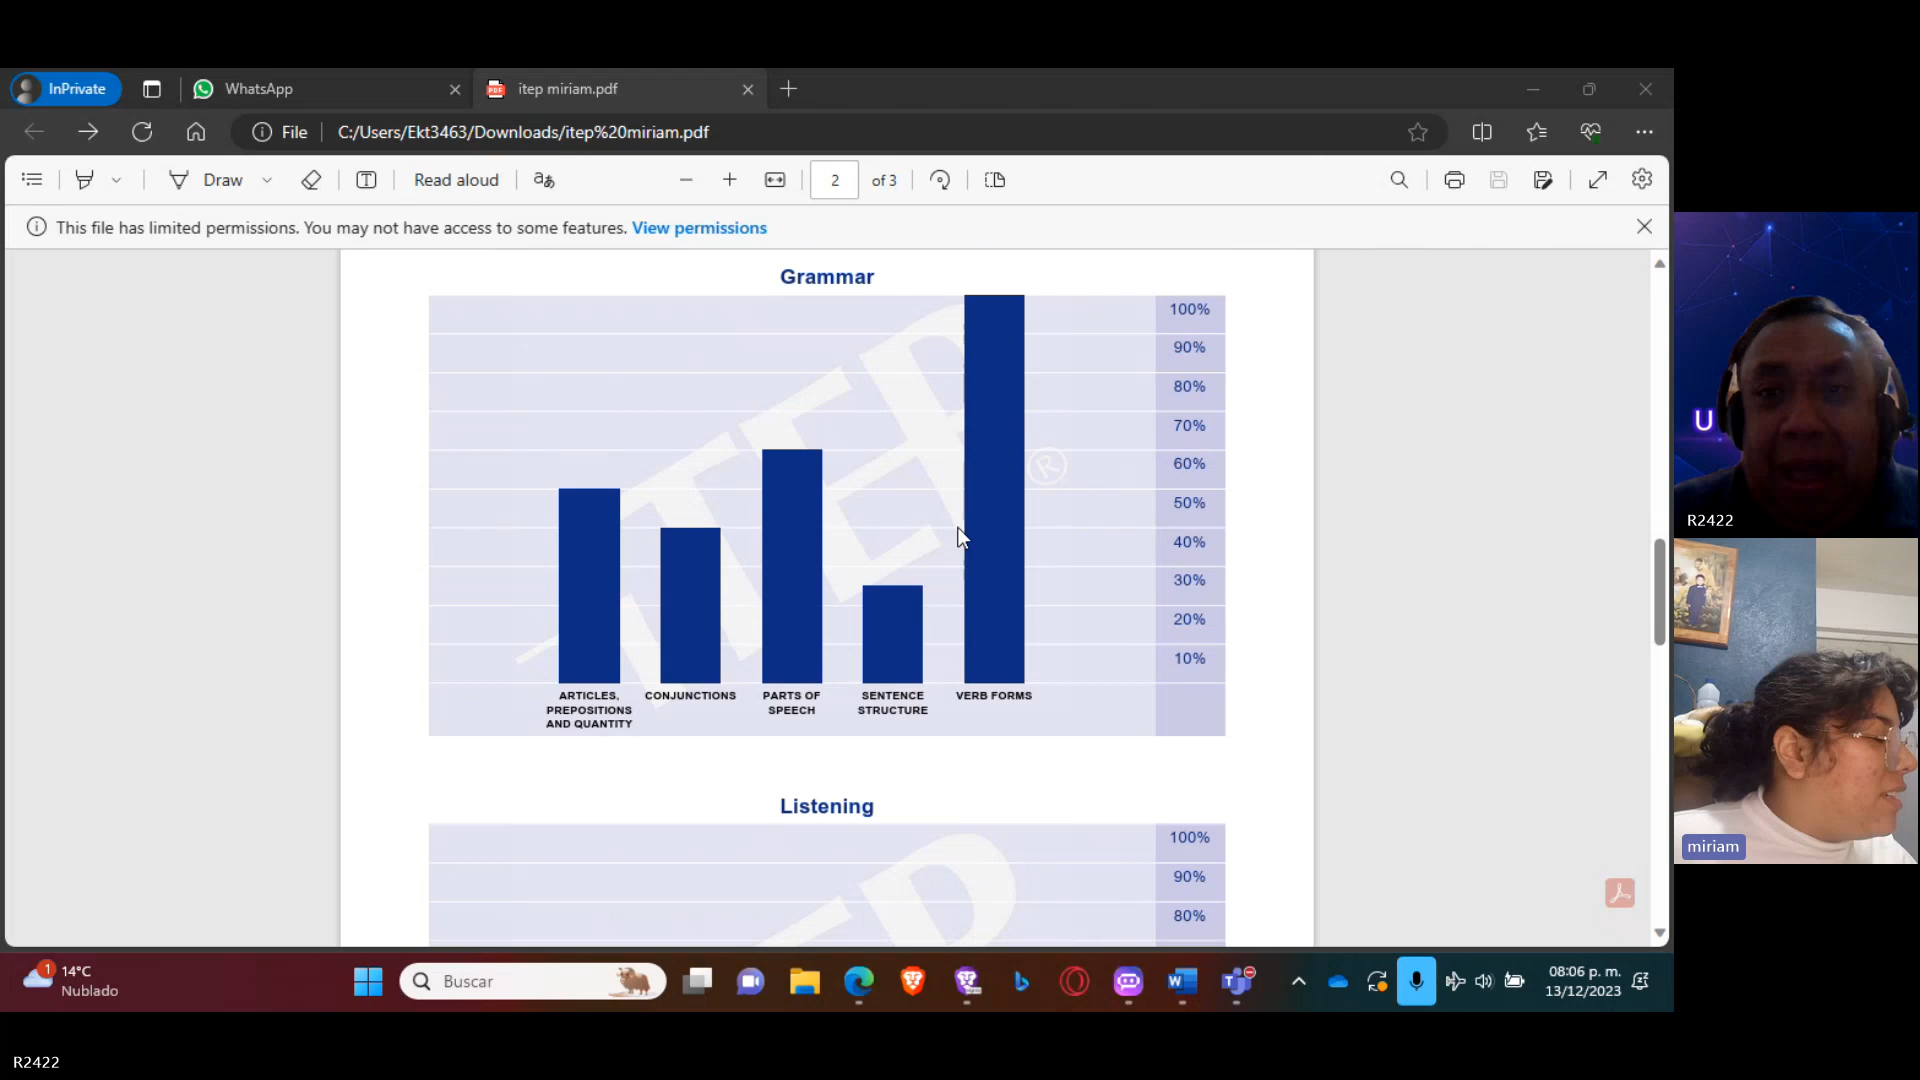 InPrivate
WhatsApp
itep miriam.pdf
File
C:/Users/Ekt3463/Downloads/itep%20miriam.pdf
Draw
Read aloud
2
of 3
This file has limited permissions. You may not have access to some features. View permissions
Grammar
100%
90%
80%
70%
60%
50%
40%
30%
20%
10%
ARTICLES,
PREPOSITIONS
AND QUANTITY
CONJUNCTIONS
PARTS OF
SPEECH
SENTENCE
STRUCTURE
VERB FORMS
iTEP
®
Listening
100%
90%
80%
U
R2422
miriam
1
14°C
Nublado
Buscar
08:06 p. m.
13/12/2023
R2422